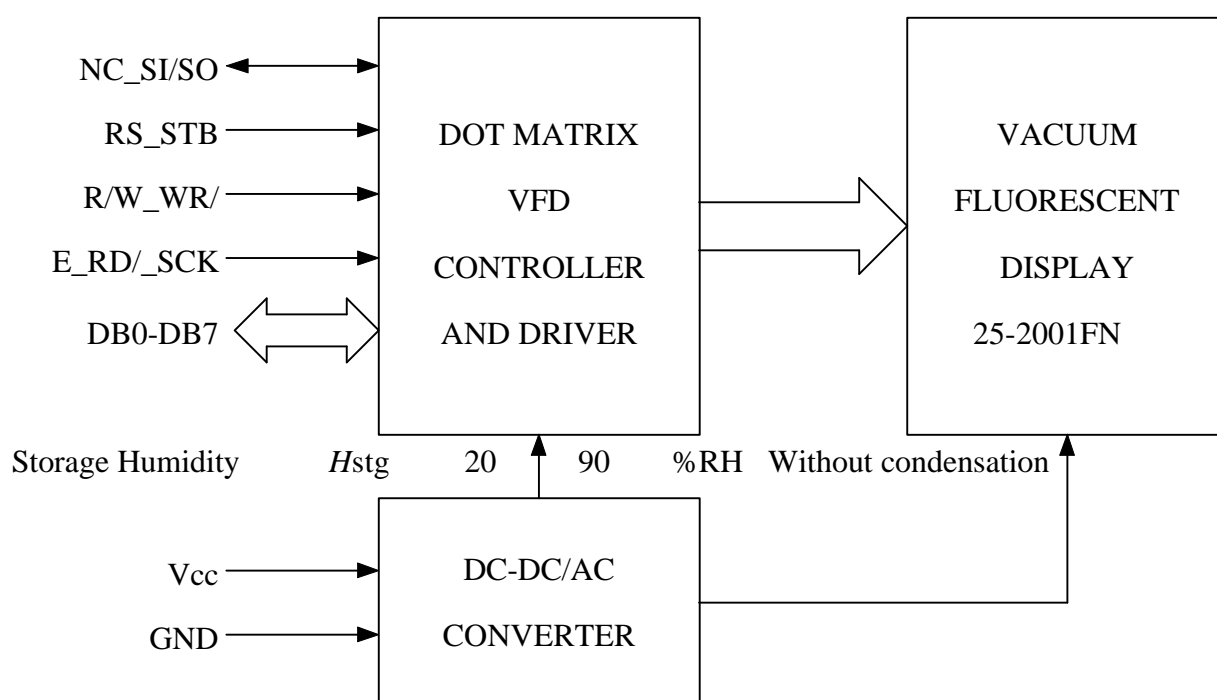 NC_SI/SO
RS_STB
R/W_WR/
E_RD/_SCK
DB0-DB7
DOT MATRIX
VFD
CONTROLLER
AND DRIVER
VACUUM
FLUORESCENT
DISPLAY
25-2001FN
Storage Humidity Hstg 20 90 %RH Without condensation
Vcc
GND
DC-DC/AC
CONVERTER